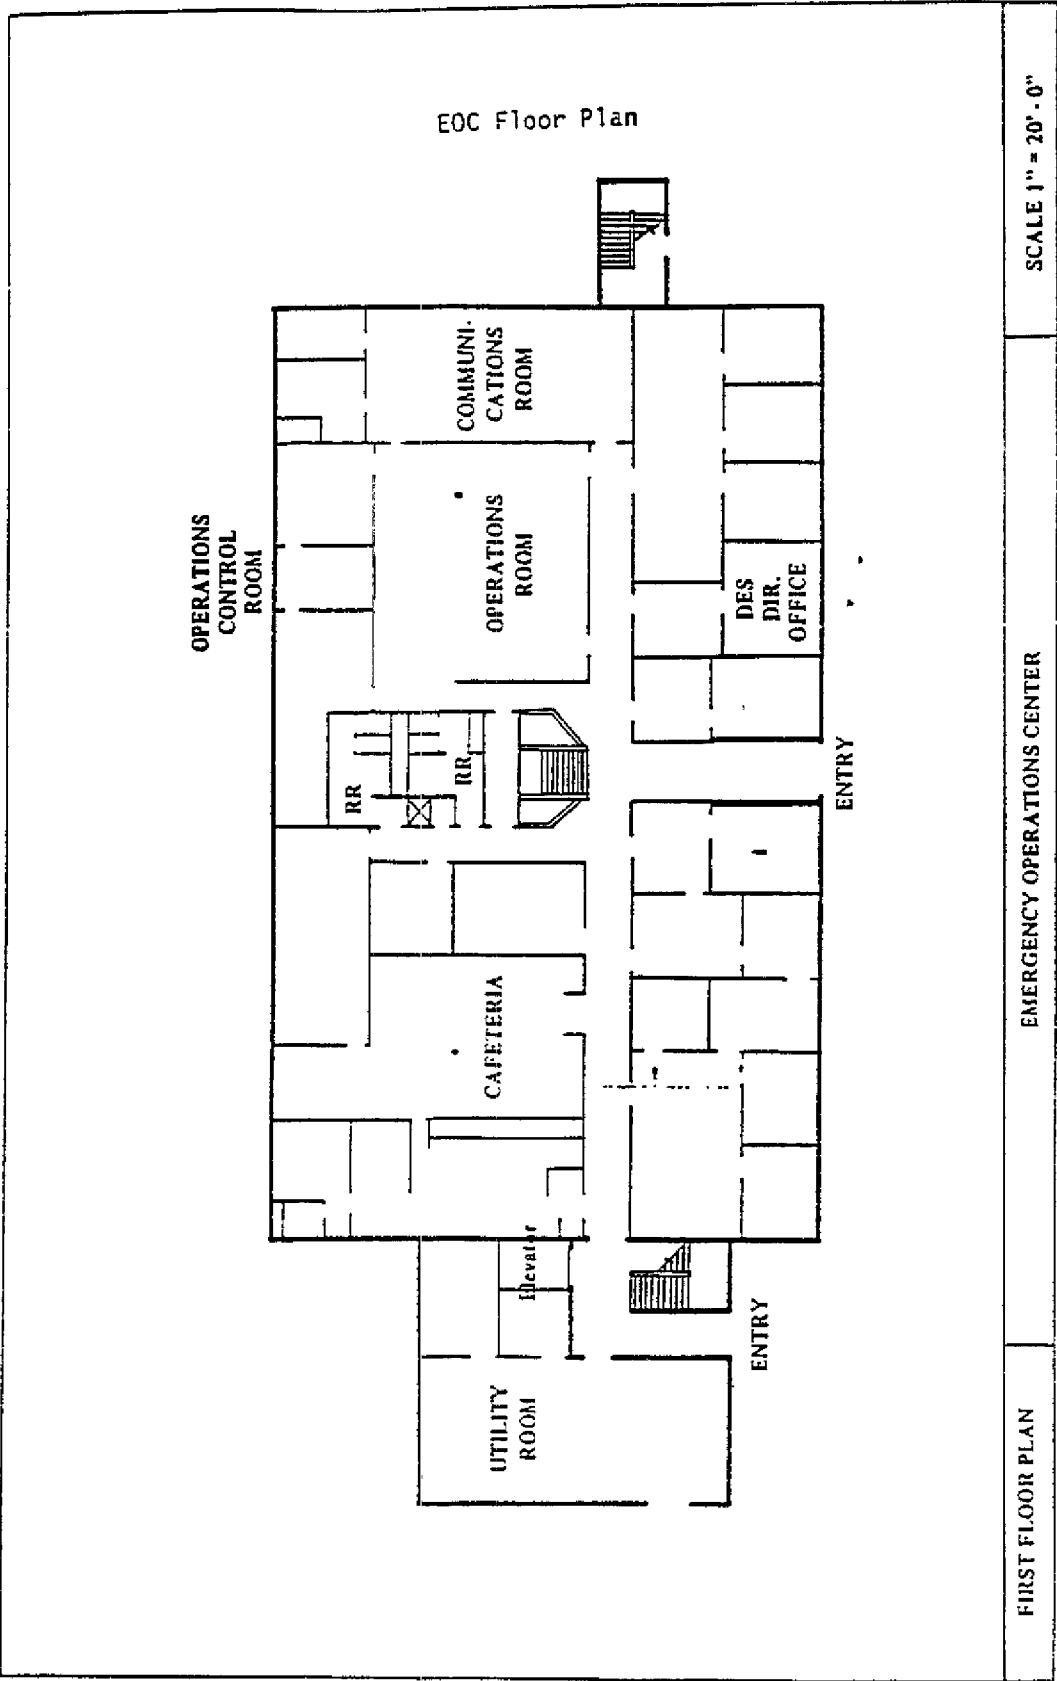 EOC Floor Plan
OPERATIONS
CONTROL
ROOM
COMMUNI-
CATIONS
ROOM
OPERATIONS
ROOM
DES
DIR.
OFFICE
RR
RR
ENTRY
CAFETERIA
Elevator
ENTRY
UTILITY
ROOM
FIRST FLOOR PLAN
EMERGENCY OPERATIONS CENTER
SCALE 1" = 20' - 0"